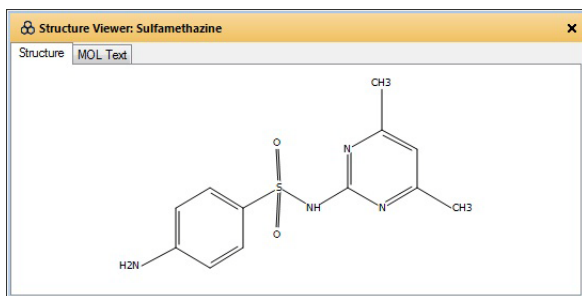 Structure Viewer: Sulfamethazine
Structure MOL Text
CH3
O
N
S
NH
N
CH3
O
H2N